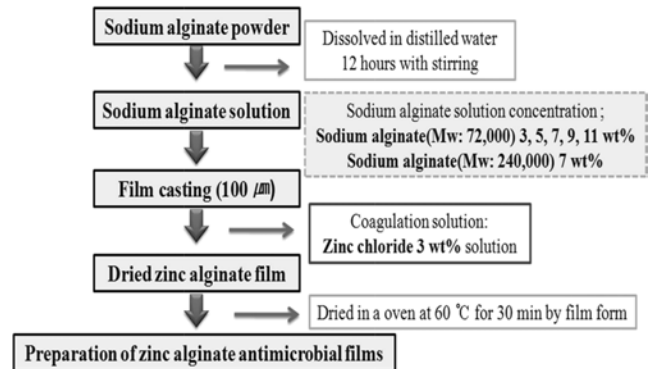 Sodium alginate powder
Dissolved in distilled water
12 hours with stirring
Sodium alginate solution
Sodium alginate solution concentration ;
Sodium alginate(Mw: 72,000) 3, 5, 7, 9, 11 wt%
Sodium alginate(Mw: 240,000) 7 wt%
Film casting (100 ㎛)
Coagulation solution:
Zinc chloride 3 wt% solution
Dried zinc alginate film
Dried in a oven at 60 ℃ for 30 min by film form
Preparation of zinc alginate antimicrobial films